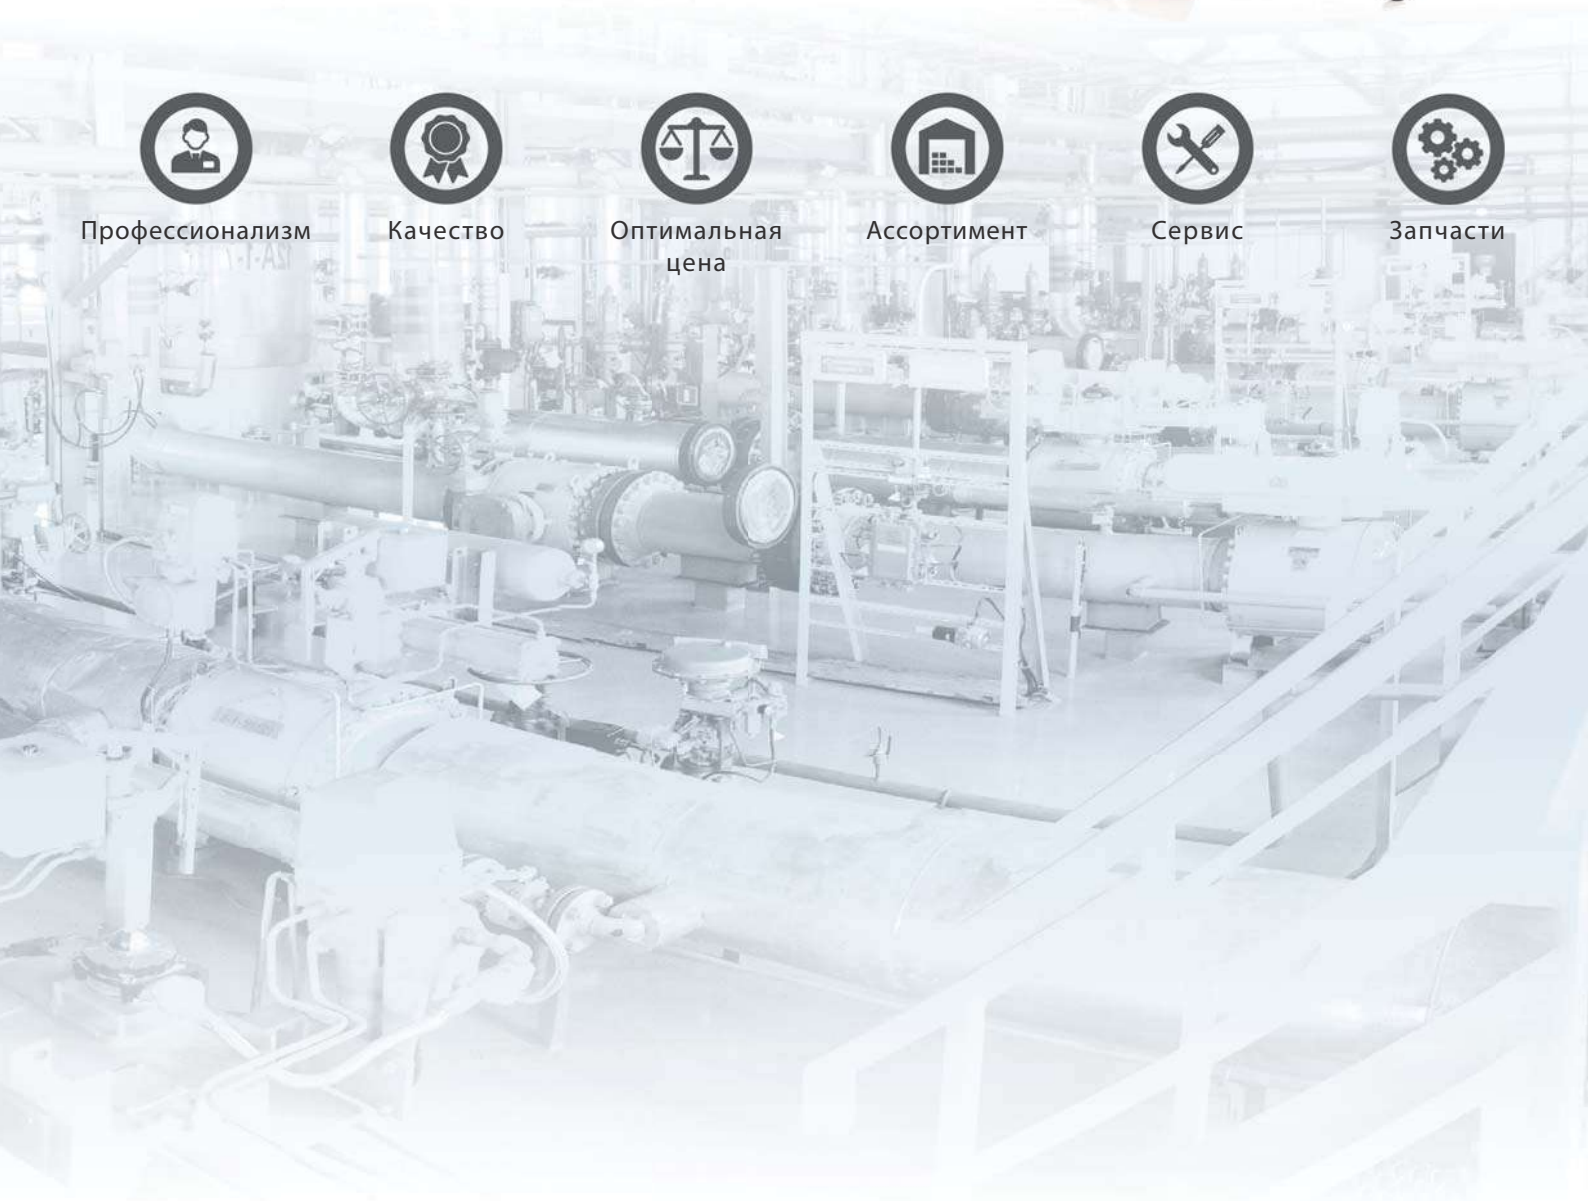 Профессионализм
Качество
Оптимальная
цена
Ассортимент
Сервис
Запчасти